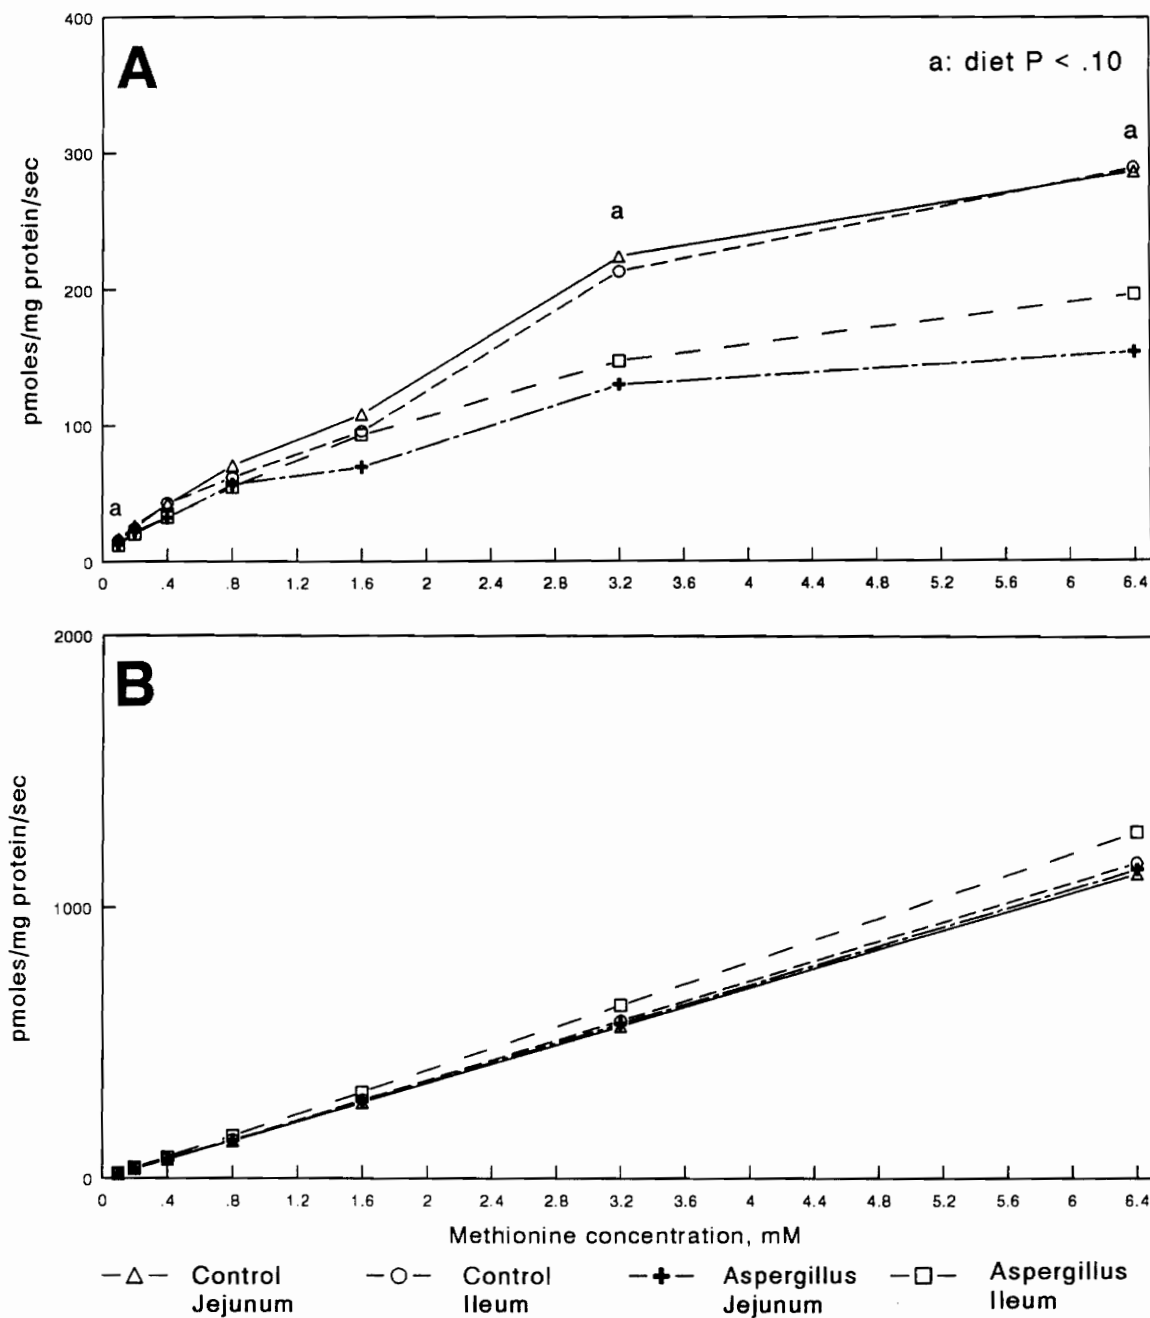 400
A
a: diet P < .10
a
300
a
200
100
a
0
0 .4 .8 1.2 1.6 2 2.4 2.8 3.2 3.6 4 4.4 4.8 5.2 5.6 6 6.4
pmoles/mg protein/sec
2000
B
1000
0
0 .4 .8 1.2 1.6 2 2.4 2.8 3.2 3.6 4 4.4 4.8 5.2 5.6 6 6.4
pmoles/mg protein/sec
Methionine concentration, mM
Control
Jejunum
Control
Ileum
Aspergillus
Jejunum
Aspergillus
Ileum